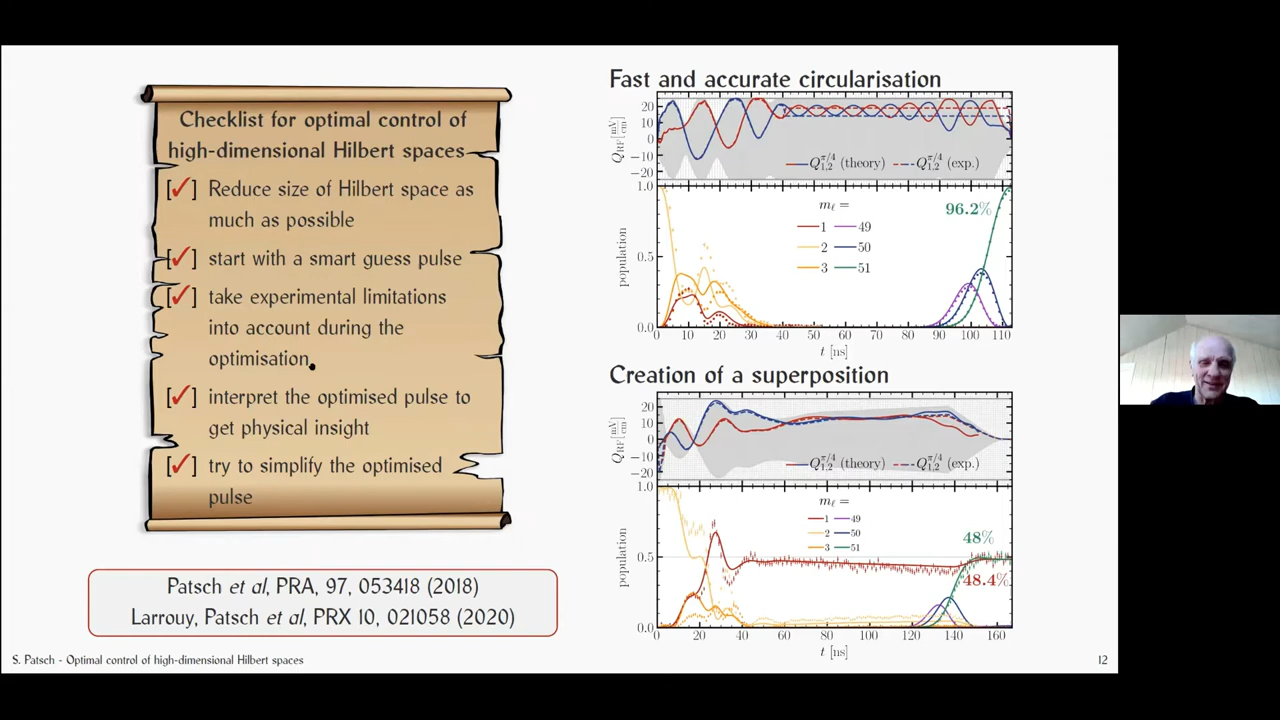 Checklist for optimal control of
high-dimensional Hilbert spaces
[✓] Reduce size of Hilbert space as
much as possible
[✓] start with a smart guess pulse
[✓] take experimental limitations
into account during the
optimisation
[✓] interpret the optimised pulse to
get physical insight
[✓] try to simplify the optimised
pulse
Patsch et al, PRA, 97, 053418 (2018)
Larrouy, Patsch et al, PRX 10, 021058 (2020)
Fast and accurate circularisation
Q_RF [mV/cm]
20
10
0
−10
−20
Q_{1,2}^{π/4} (theory) Q_{1,2}^{π/4} (exp.)
population
1.0
0.5
0.0
m_ℓ =
1 49
2 50
3 51
96.2%
0 10 20 30 40 50 60 70 80 90 100 110
t [ns]
Creation of a superposition
Q_RF [mV/cm]
20
10
0
−10
−20
Q_{1,2}^{π/4} (theory) Q_{1,2}^{π/4} (exp.)
population
1.0
0.5
0.0
m_ℓ =
1 49
2 50
3 51
48%
48.4%
0 20 40 60 80 100 120 140 160
t [ns]
S. Patsch - Optimal control of high-dimensional Hilbert spaces
12